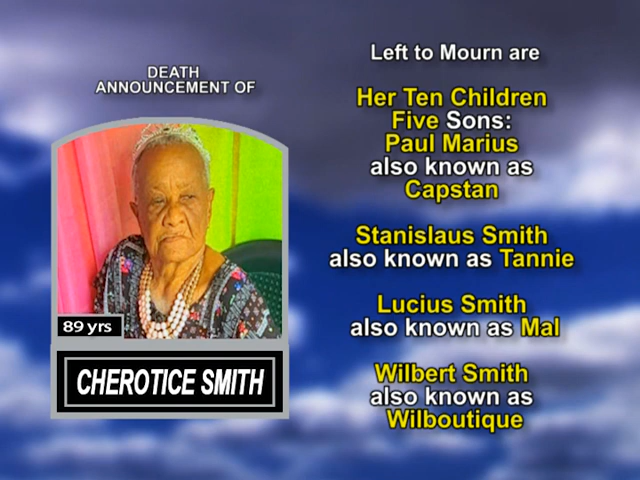 DEATH
ANNOUNCEMENT OF
89 yrs
CHEROTICE SMITH
Left to Mourn are
Her Ten Children
Five Sons:
Paul Marius
also known as
Capstan
Stanislaus Smith
also known as Tannie
Lucius Smith
also known as Mal
Wilbert Smith
also known as
Wilboutique